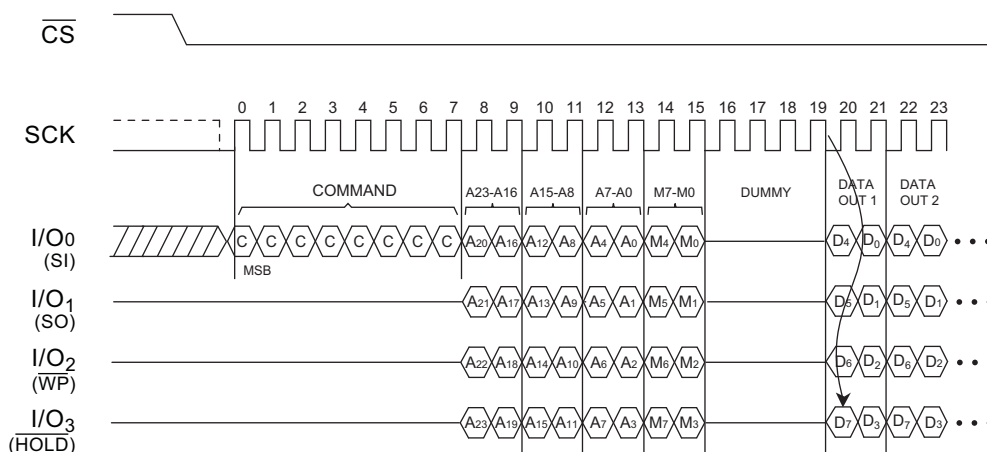 CS
0 1 2 3 4 5 6 7 8 9 10 11 12 13 14 15 16 17 18 19 20 21 22 23
SCK
COMMAND A23-A16 A15-A8 A7-A0 M7-M0 DUMMY DATA OUT 1 DATA OUT 2
I/O0 C C C C C C C C A20 A16 A12 A8 A4 A0 M4 M0 D4 D0 D4 D0 • • •
(SI)
MSB
I/O1 A21 A17 A13 A9 A5 A1 M5 M1 D5 D1 D5 D1 • • •
(SO)
I/O2 A22 A18 A14 A10 A6 A2 M6 M2 D6 D2 D6 D2 • • •
(WP)
I/O3 A23 A19 A15 A11 A7 A3 M7 M3 D7 D3 D7 D3 • • •
(HOLD)